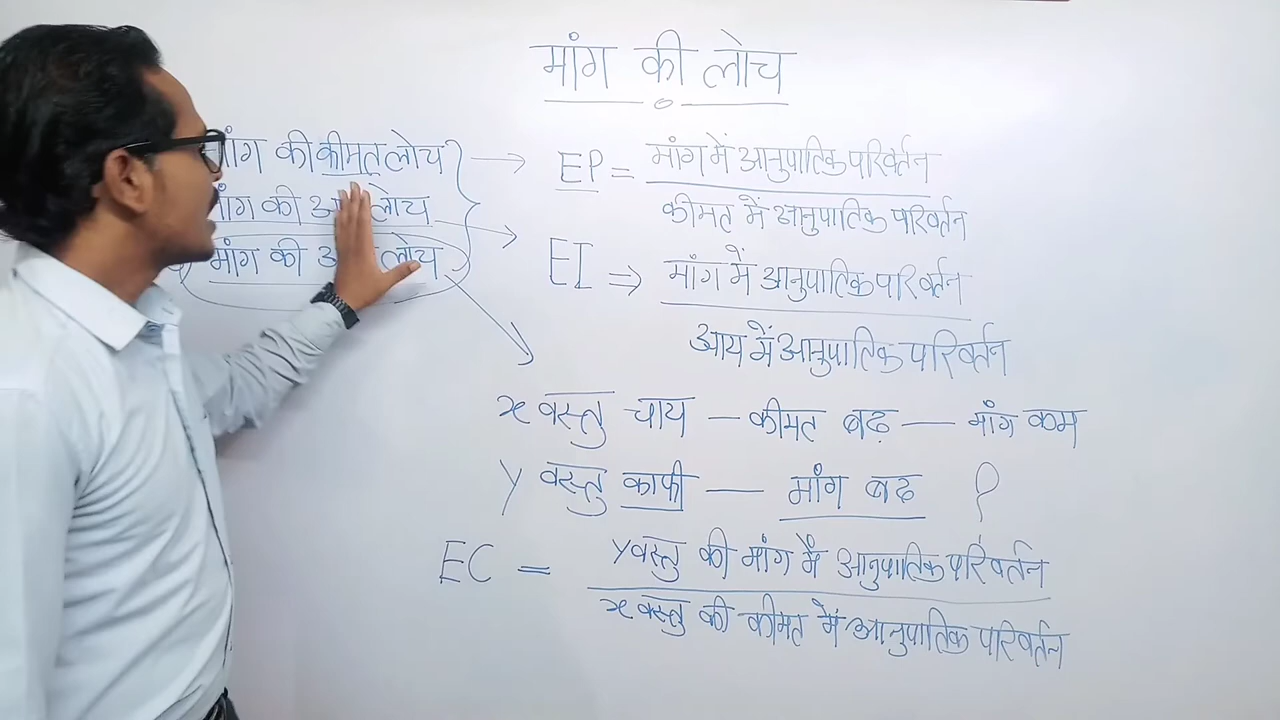 मांग की लोच
मांग की कीमत लोच
मांग की लोच
मांग की लोच
EP = मांग में आनुपातिक परिवर्तन
कीमत में आनुपातिक परिवर्तन
EI ⇒ मांग में आनुपातिक परिवर्तन
आय में आनुपातिक परिवर्तन
x वस्तु चाय — कीमत बढ़ — मांग कम
y वस्तु काफी — मांग बढ ?
EC = y वस्तु की मांग में आनुपातिक परिवर्तन
x वस्तु की कीमत में आनुपातिक परिवर्तन